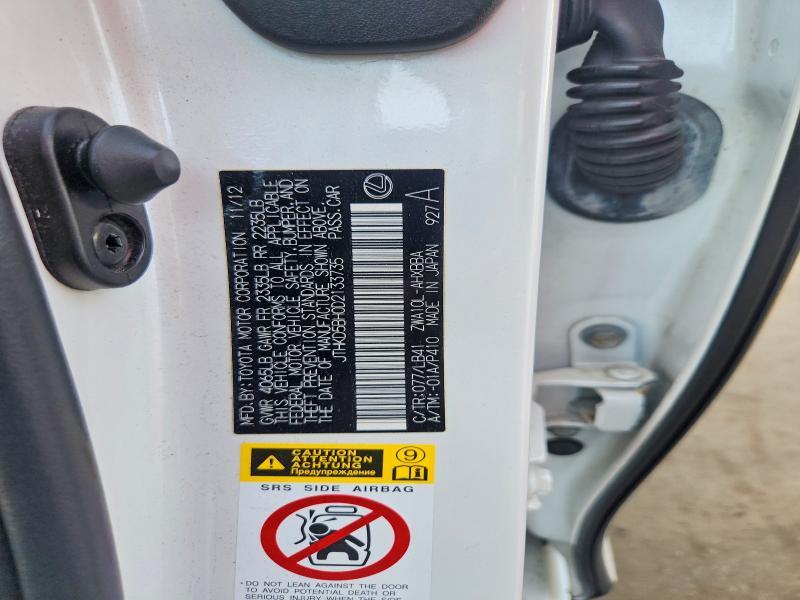 MFD. BY: TOYOTA MOTOR CORPORATION 11/12
GVWR 4065LB GAWR FR 2335LB RR 2235LB
THIS VEHICLE CONFORMS TO ALL APPLICABLE
FEDERAL MOTOR VEHICLE SAFETY, BUMPER, AND
THEFT PREVENTION STANDARDS IN EFFECT ON
THE DATE OF MANUFACTURE SHOWN ABOVE.
JTHKD5BH0D2133735 PASS. CAR
C/TR:077/LB41 ZWA10L-AHXBBA
A/TM:-01A/P410 MADE IN JAPAN 927 A
CAUTION
ATTENTION
ACHTUNG
Предупреждение
9
i
SRS SIDE AIRBAG
• DO NOT LEAN AGAINST THE DOOR
TO AVOID POTENTIAL DEATH OR
SERIOUS INJURY WHEN THE SIDE